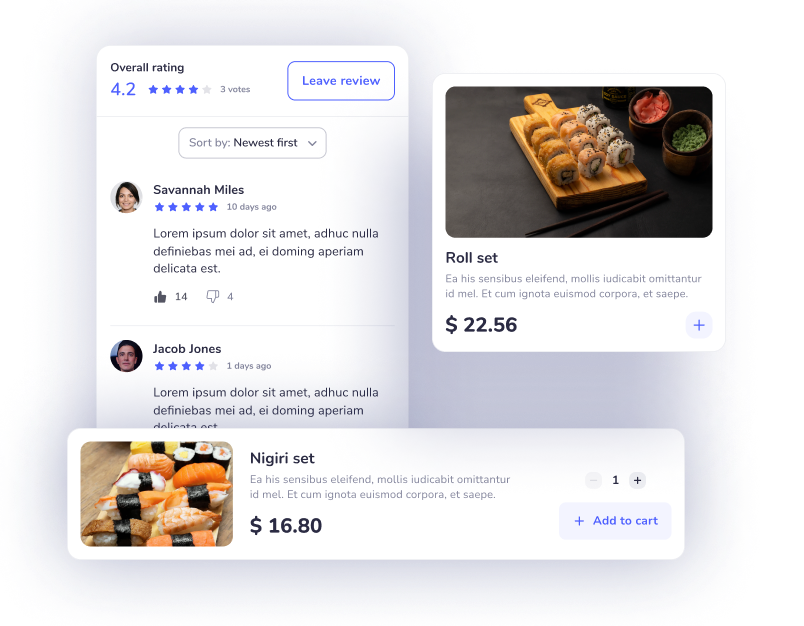 Overall rating
4.2
3 votes
Leave review
Sort by: Newest first
Savannah Miles
10 days ago
Lorem ipsum dolor sit amet, adhuc nulla
definiebas mei ad, ei doming aperiam
delicata est.
14
4
Jacob Jones
1 days ago
Lorem ipsum dolor sit amet, adhuc nulla
definiebas mei ad, ei doming aperiam
delicata est.
Roll set
Ea his sensibus eleifend, mollis iudicabit omittantur
id mel. Et cum ignota euismod corpora, et saepe.
$ 22.56
+
Nigiri set
Ea his sensibus eleifend, mollis iudicabit omittantur
id mel. Et cum ignota euismod corpora, et saepe.
$ 16.80
− 1 +
+ Add to cart